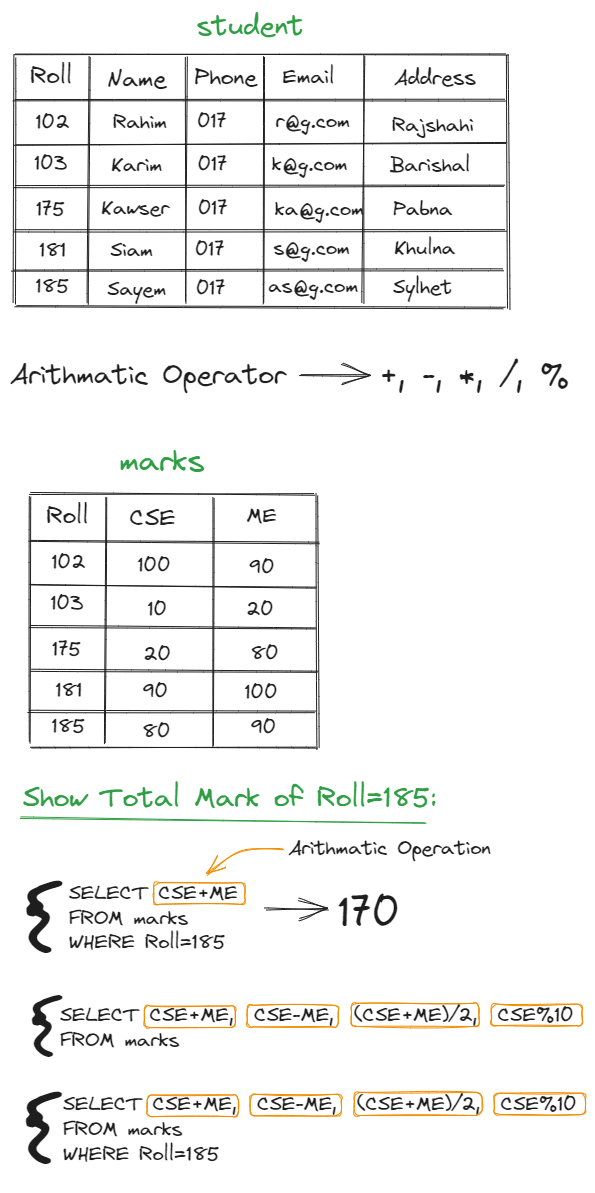 student
Roll Name Phone Email Address
102 Rahim 017 r@g.com Rajshahi
103 Karim 017 k@g.com Barishal
175 Kawser 017 ka@g.com Pabna
181 Siam 017 s@g.com Khulna
185 Sayem 017 as@g.com Sylhet
Arithmatic Operator → +, -, *, /, %
marks
Roll CSE ME
102 100 90
103 10 20
175 20 80
181 90 100
185 80 90
Show Total Mark of Roll=185:
Arithmatic Operation
SELECT CSE+ME
FROM marks → 170
WHERE Roll=185
SELECT CSE+ME, CSE-ME, (CSE+ME)/2, CSE%10
FROM marks
SELECT CSE+ME, CSE-ME, (CSE+ME)/2, CSE%10
FROM marks
WHERE Roll=185